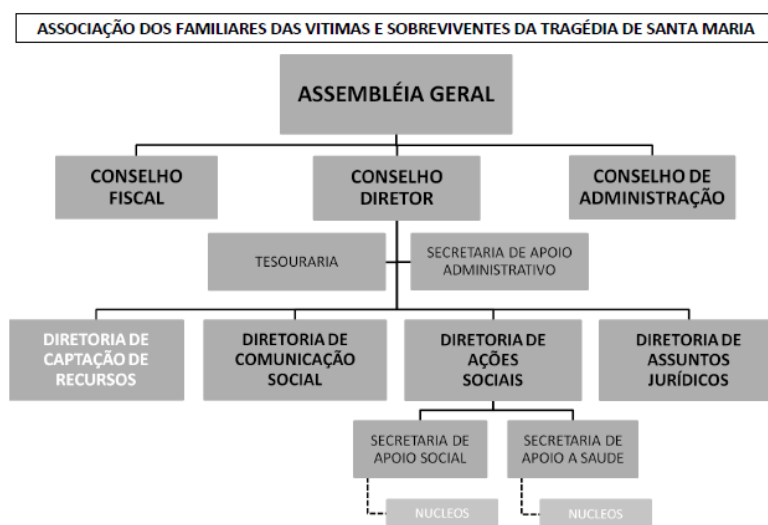 ASSOCIAÇÃO DOS FAMILIARES DAS VITIMAS E SOBREVIVENTES DA TRAGÉDIA DE SANTA MARIA
ASSEMBLÉIA GERAL
CONSELHO
FISCAL
CONSELHO
DIRETOR
CONSELHO DE
ADMINISTRAÇÃO
TESOURARIA
SECRETARIA DE APOIO
ADMINISTRATIVO
DIRETORIA DE
CAPTAÇÃO DE
RECURSOS
DIRETORIA DE
COMUNICAÇÃO
SOCIAL
DIRETORIA DE
AÇÕES
SOCIAIS
DIRETORIA DE
ASSUNTOS
JURÍDICOS
SECRETARIA DE
APOIO SOCIAL
SECRETARIA DE
APOIO A SAUDE
NUCLEOS
NUCLEOS